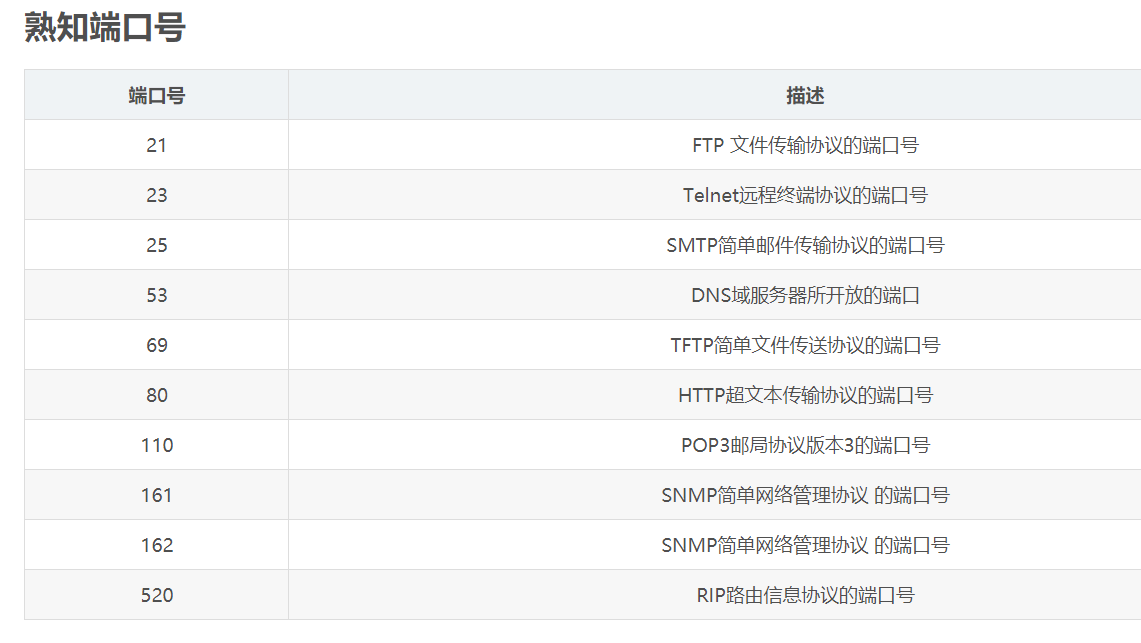 熟知端口号
端口号 描述
21 FTP 文件传输协议的端口号
23 Telnet远程终端协议的端口号
25 SMTP简单邮件传输协议的端口号
53 DNS域服务器所开放的端口
69 TFTP简单文件传送协议的端口号
80 HTTP超文本传输协议的端口号
110 POP3邮局协议版本3的端口号
161 SNMP简单网络管理协议 的端口号
162 SNMP简单网络管理协议 的端口号
520 RIP路由信息协议的端口号